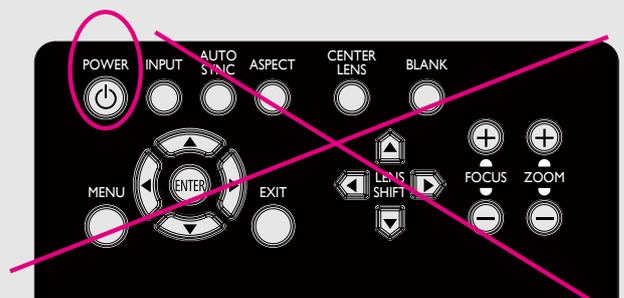 POWER INPUT AUTO SYNC ASPECT CENTER LENS BLANK
MENU ENTER EXIT LENS SHIFT FOCUS ZOOM